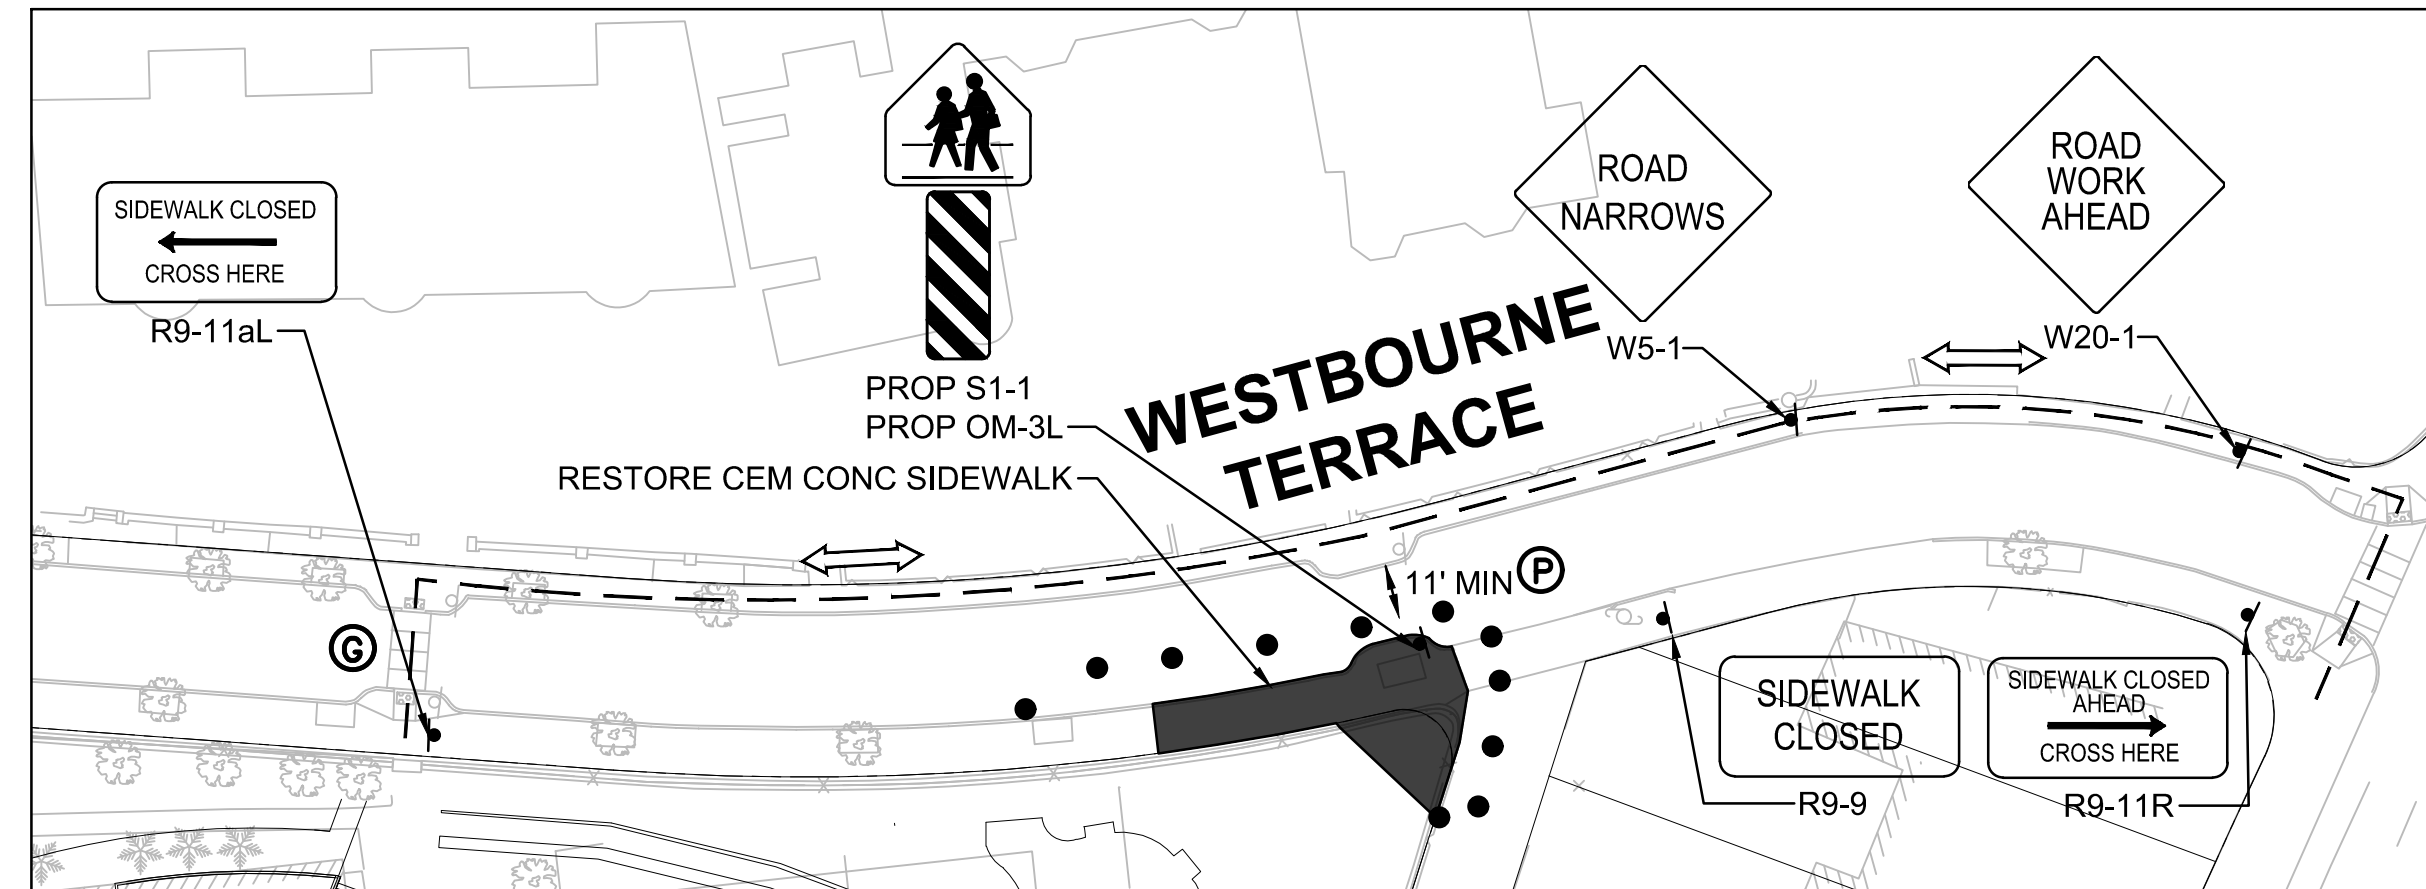 SIDEWALK CLOSED
CROSS HERE
R9-11aL
PROP S1-1
PROP OM-3L
RESTORE CEM CONC SIDEWALK
WESTBOURNE
TERRACE
ROAD
NARROWS
W5-1
ROAD
WORK
AHEAD
W20-1
11' MIN
P
G
SIDEWALK
CLOSED
R9-9
SIDEWALK CLOSED
AHEAD
CROSS HERE
R9-11R